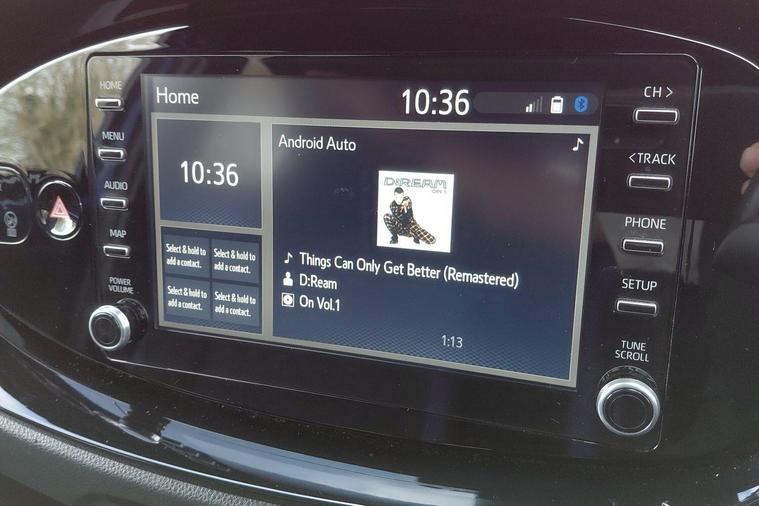 HOME
MENU
AUDIO
MAP
POWER
VOLUME
Home
10:36
10:36
Select & hold to
add a contact.
Select & hold to
add a contact.
Select & hold to
add a contact.
Select & hold to
add a contact.
Android Auto
D:REAM
ON 1
Things Can Only Get Better (Remastered)
D:Ream
On Vol.1
1:13
CH >
< TRACK
PHONE
SETUP
TUNE
SCROLL